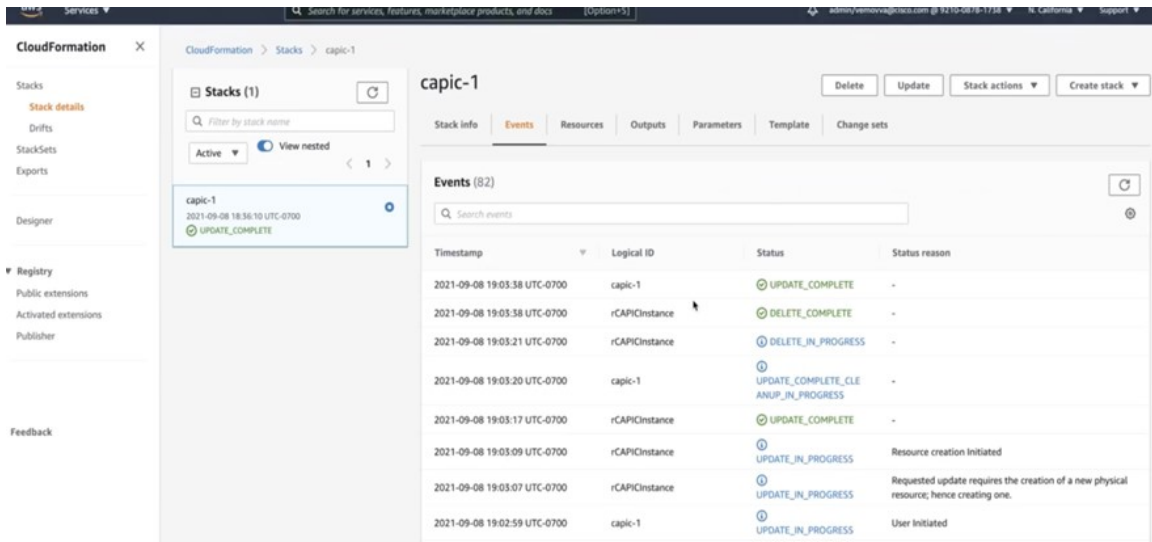 aws Services ▼ Search for services, features, marketplace products, and docs [Option+S] admin/vemovva@cisco.com @ 9210-0878-1738 ▼ N. California ▼ Support ▼
CloudFormation ×
Stacks
Stack details
Drifts
StackSets
Exports
Designer
Registry
Public extensions
Activated extensions
Publisher
Feedback
CloudFormation > Stacks > capic-1
Stacks (1)
Filter by stack name
Active ▼ View nested
< 1 >
capic-1
2021-09-08 18:36:10 UTC-0700
UPDATE_COMPLETE
capic-1
Delete Update Stack actions ▼ Create stack ▼
Stack info Events Resources Outputs Parameters Template Change sets
Events (82)
Search events
Timestamp Logical ID Status Status reason
2021-09-08 19:03:38 UTC-0700 capic-1 UPDATE_COMPLETE -
2021-09-08 19:03:38 UTC-0700 rCAPICInstance DELETE_COMPLETE -
2021-09-08 19:03:21 UTC-0700 rCAPICInstance DELETE_IN_PROGRESS -
2021-09-08 19:03:20 UTC-0700 capic-1 UPDATE_COMPLETE_CLE
ANUP_IN_PROGRESS -
2021-09-08 19:03:17 UTC-0700 rCAPICInstance UPDATE_COMPLETE -
2021-09-08 19:03:09 UTC-0700 rCAPICInstance UPDATE_IN_PROGRESS Resource creation Initiated
2021-09-08 19:03:07 UTC-0700 rCAPICInstance UPDATE_IN_PROGRESS Requested update requires the creation of a new physical
resource; hence creating one.
2021-09-08 19:02:59 UTC-0700 capic-1 UPDATE_IN_PROGRESS User Initiated